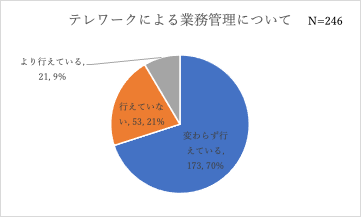 テレワークによる業務管理について
N=246
より行えている,
21, 9%
行えていな
い, 53, 21%
変わらず行
えている,
173, 70%